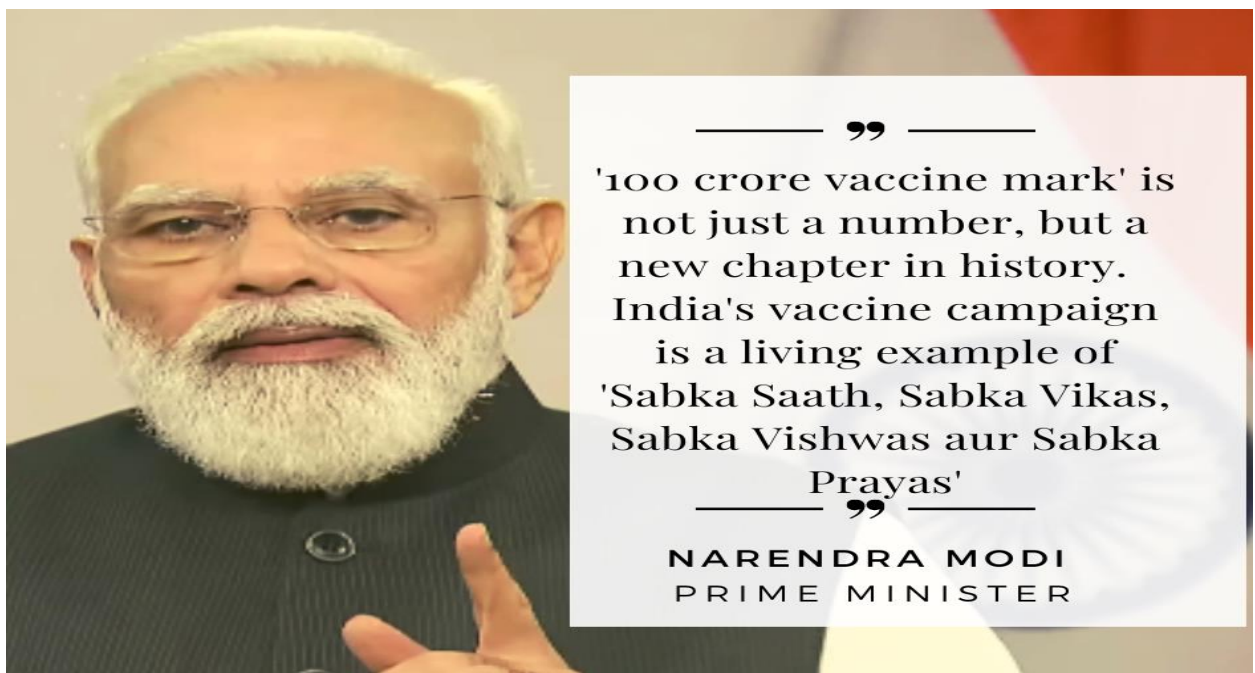 ”
'100 crore vaccine mark' is
not just a number, but a
new chapter in history.
India's vaccine campaign
is a living example of
'Sabka Saath, Sabka Vikas,
Sabka Vishwas aur Sabka
Prayas'
”
NARENDRA MODI
PRIME MINISTER